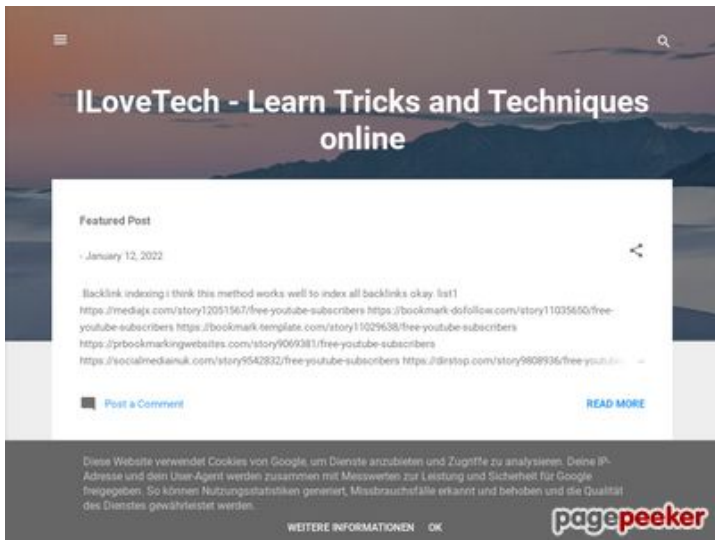 ILoveTech - Learn Tricks and Techniques
online
Featured Post
- January 12, 2022
Backlink indexing i think this method works well to index all backlinks okay. list1
https://mediajx.com/story12051567/free-youtube-subscribers https://bookmark-dofollow.com/story11035650/free-
youtube-subscribers https://bookmark-template.com/story11029638/free-youtube-subscribers
https://prbookmarkingwebsites.com/story9069381/free-youtube-subscribers
https://socialmediainuk.com/story9542832/free-youtube-subscribers https://dirstop.com/story9808936/free-youtube-
Post a Comment
READ MORE
Diese Website verwendet Cookies von Google, um Dienste anzubieten und Zugriffe zu analysieren. Deine IP-
Adresse und dein User-Agent werden zusammen mit Messwerten zur Leistung und Sicherheit für Google
freigegeben. So können Nutzungsstatistiken generiert, Missbrauchsfälle erkannt und behoben und die Qualität
des Dienstes gewährleistet werden.
WEITERE INFORMATIONEN OK
pagepeeker